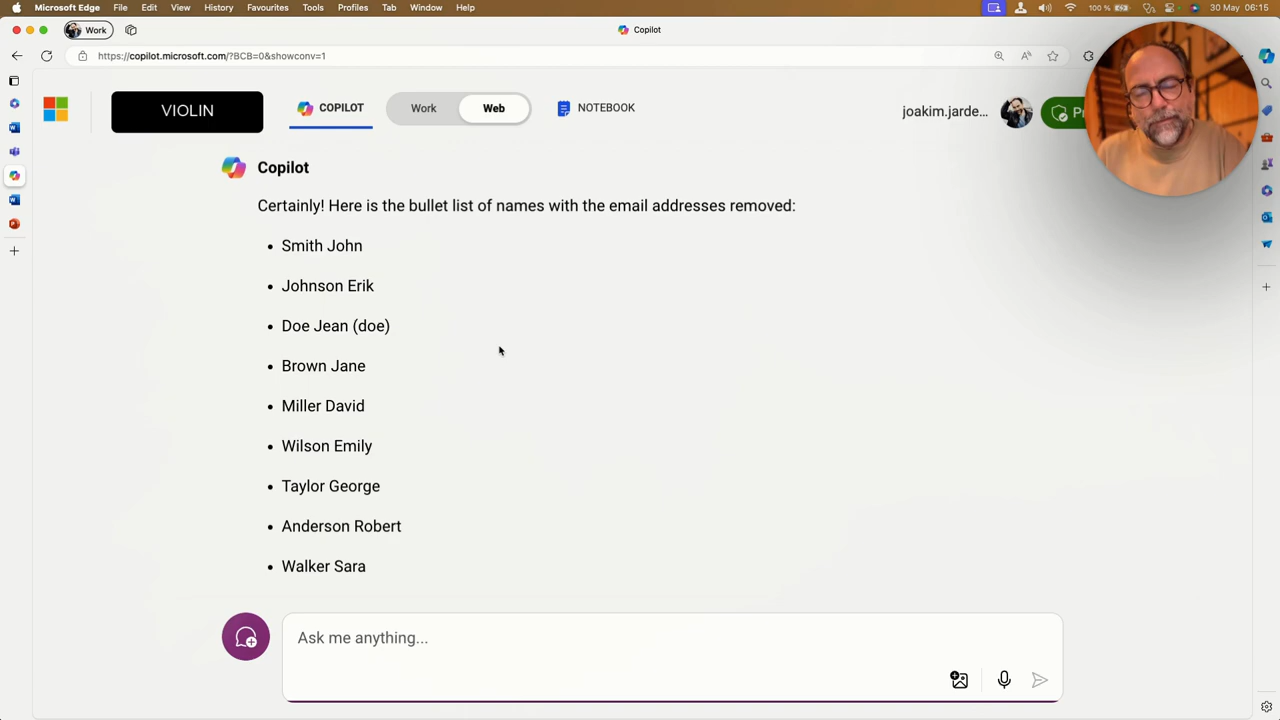 Microsoft Edge File Edit View History Favourites Tools Profiles Tab Window Help 100 % 30 May 06:15
Work
Copilot
https://copilot.microsoft.com/?BCB=0&showconv=1
VIOLIN
COPILOT
Work
Web
NOTEBOOK
joakim.jarde...
Copilot
Certainly! Here is the bullet list of names with the email addresses removed:
• Smith John
• Johnson Erik
• Doe Jean (doe)
• Brown Jane
• Miller David
• Wilson Emily
• Taylor George
• Anderson Robert
• Walker Sara
Ask me anything...